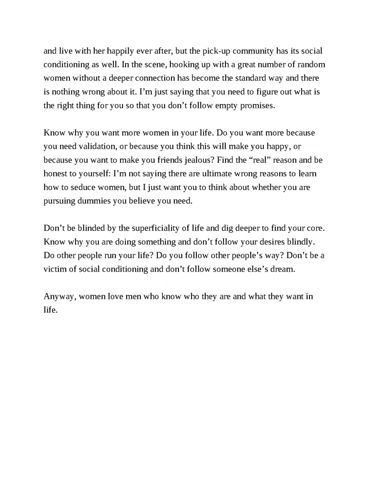 and live with her happily ever after, but the pick-up community has its social
conditioning as well. In the scene, hooking up with a great number of random
women without a deeper connection has become the standard way and there
is nothing wrong about it. I’m just saying that you need to figure out what is
the right thing for you so that you don’t follow empty promises.

Know why you want more women in your life. Do you want more because
you need validation, or because you think this will make you happy, or
because you want to make you friends jealous? Find the “real” reason and be
honest to yourself: I’m not saying there are ultimate wrong reasons to learn
how to seduce women, but I just want you to think about whether you are
pursuing dummies you believe you need.

Don’t be blinded by the superficiality of life and dig deeper to find your core.
Know why you are doing something and don’t follow your desires blindly.
Do other people run your life? Do you follow other people’s way? Don’t be a
victim of social conditioning and don’t follow someone else’s dream.

Anyway, women love men who know who they are and what they want in
life.